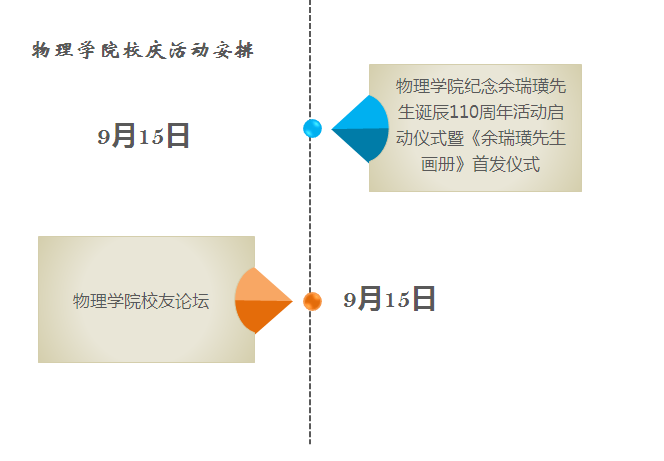 物理学院校庆活动安排
9月15日
物理学院纪念余瑞璜先
生诞辰110周年活动启
动仪式暨《余瑞璜先生
画册》首发仪式
物理学院校友论坛
9月15日